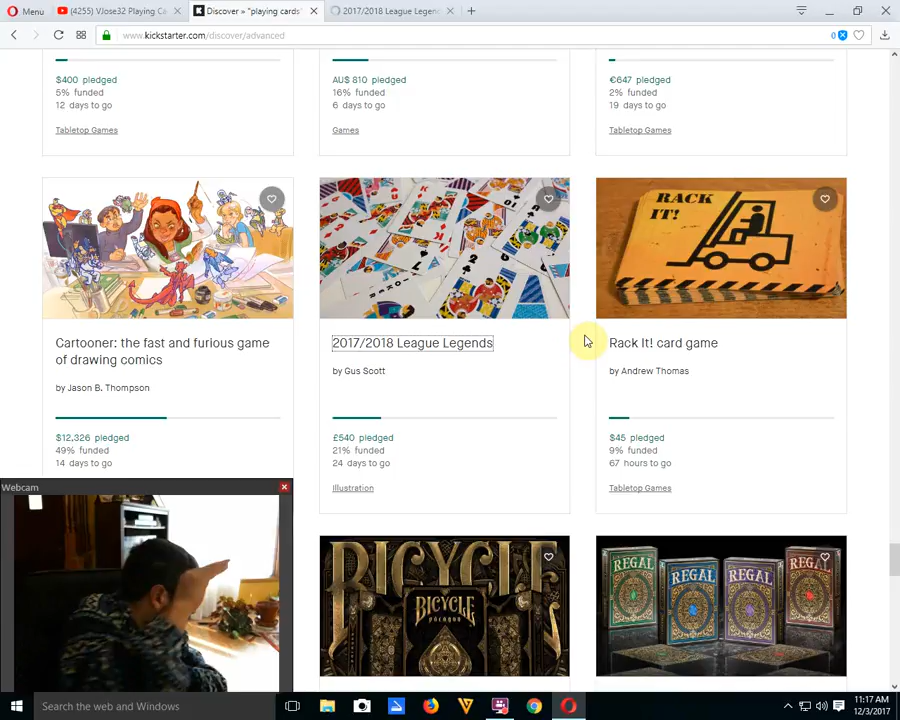 Menu
(4255) VJose32 Playing Ca
Discover » "playing cards"
2017/2018 League Legen
www.kickstarter.com/discover/advanced
0
$400 pledged
5% funded
12 days to go
Tabletop Games
AU$ 810 pledged
16% funded
6 days to go
Games
€647 pledged
2% funded
19 days to go
Tabletop Games
RACK
IT!
Cartooner: the fast and furious game
of drawing comics
by Jason B. Thompson
$12,326 pledged
49% funded
14 days to go
2017/2018 League Legends
by Gus Scott
£540 pledged
21% funded
24 days to go
Illustration
Rack It! card game
by Andrew Thomas
$45 pledged
9% funded
67 hours to go
Tabletop Games
Webcam
BICYCLE
BICYCLE
paragon
REGAL
REGAL
REGAL
REGAL
Search the web and Windows
11:17 AM
12/3/2017